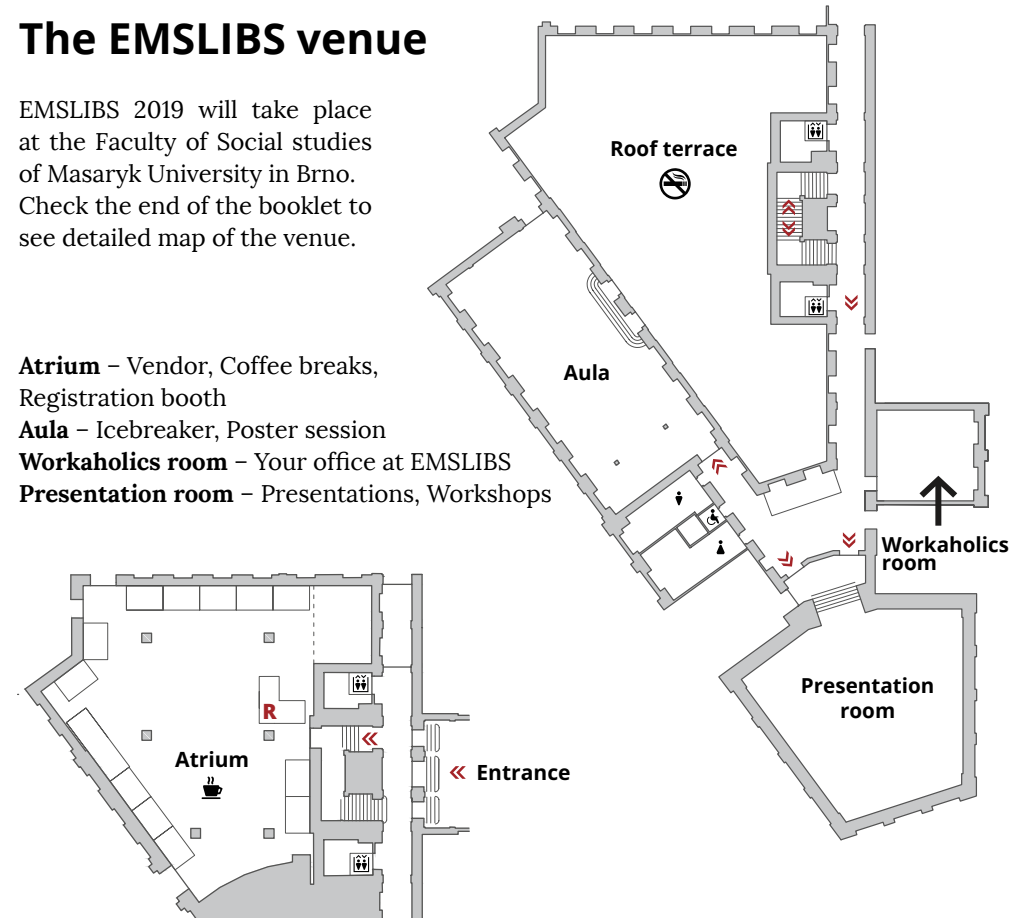 The EMSLIBS venue
EMSLIBS 2019 will take place
at the Faculty of Social studies
of Masaryk University in Brno.
Check the end of the booklet to
see detailed map of the venue.
Atrium – Vendor, Coffee breaks,
Registration booth
Aula – Icebreaker, Poster session
Workaholics room – Your office at EMSLIBS
Presentation room – Presentations, Workshops
Roof terrace
Aula
Workaholics
room
Presentation
room
R
Atrium
Entrance